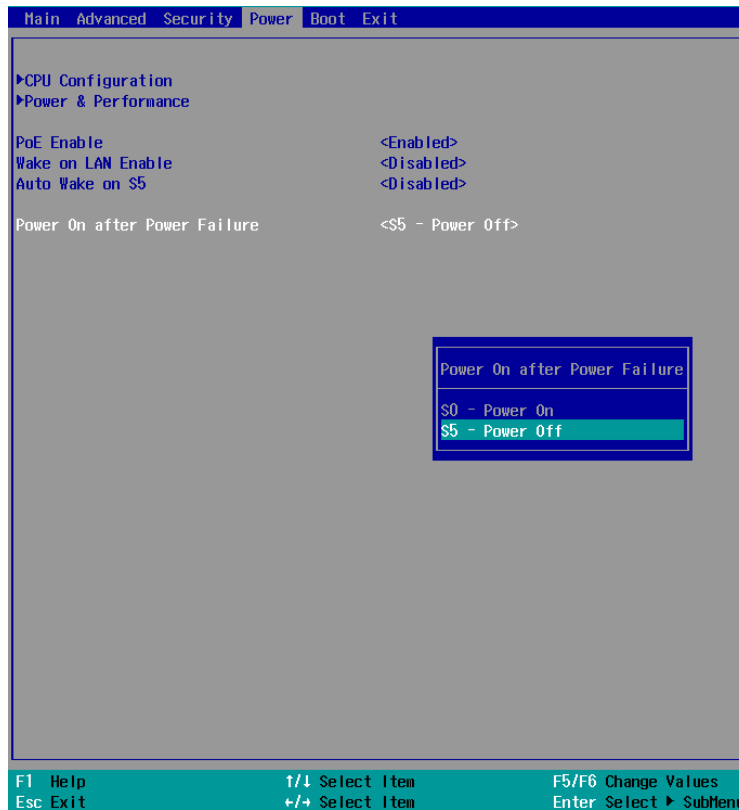 Main Advanced Security Power Boot Exit
▶CPU Configuration
▶Power & Performance
PoE Enable <Enabled>
Wake on LAN Enable <Disabled>
Auto Wake on S5 <Disabled>
Power On after Power Failure <S5 - Power Off>
Power On after Power Failure
S0 - Power On
S5 - Power Off
F1 Help ↑/↓ Select Item F5/F6 Change Values
Esc Exit ←/→ Select Item Enter Select ▶ SubMenu